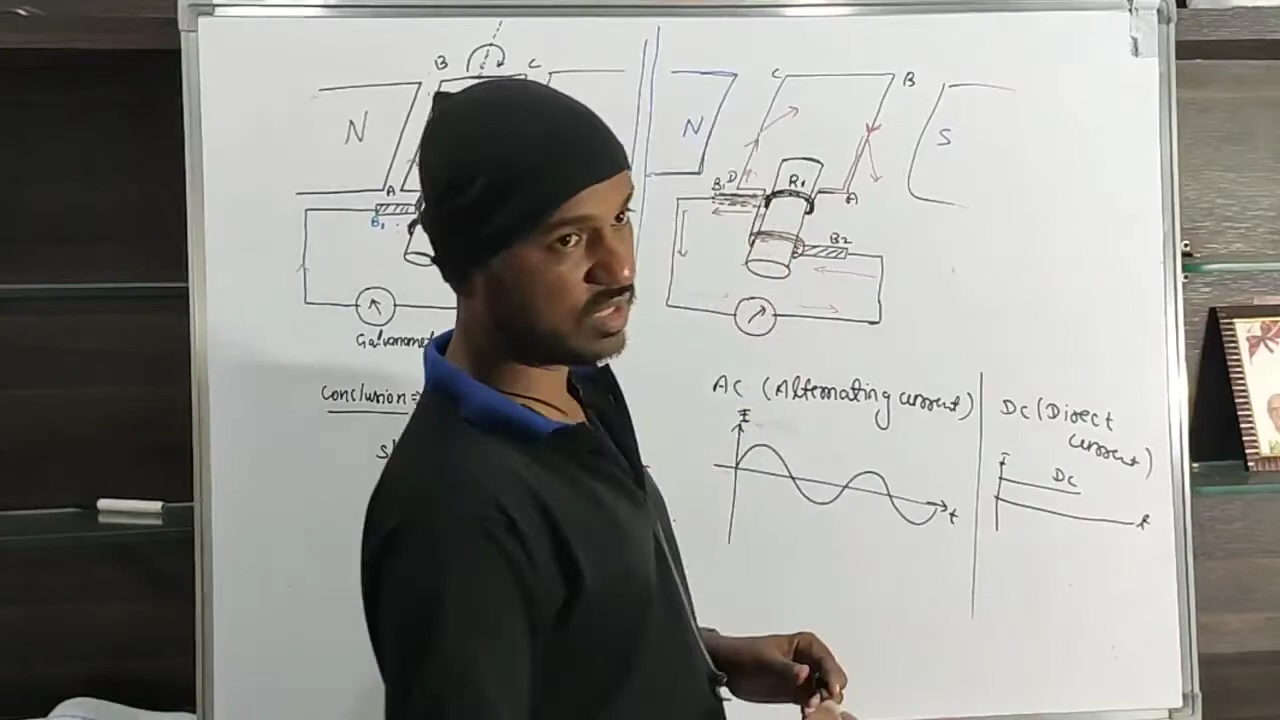 B C
N
A
B₁
Galvanomet
Conclusion ⇒
N
C B
S
B₁ D R₁ A
B2
AC (Alternating current)
I
t
DC (Direct
current)
I
DC
t